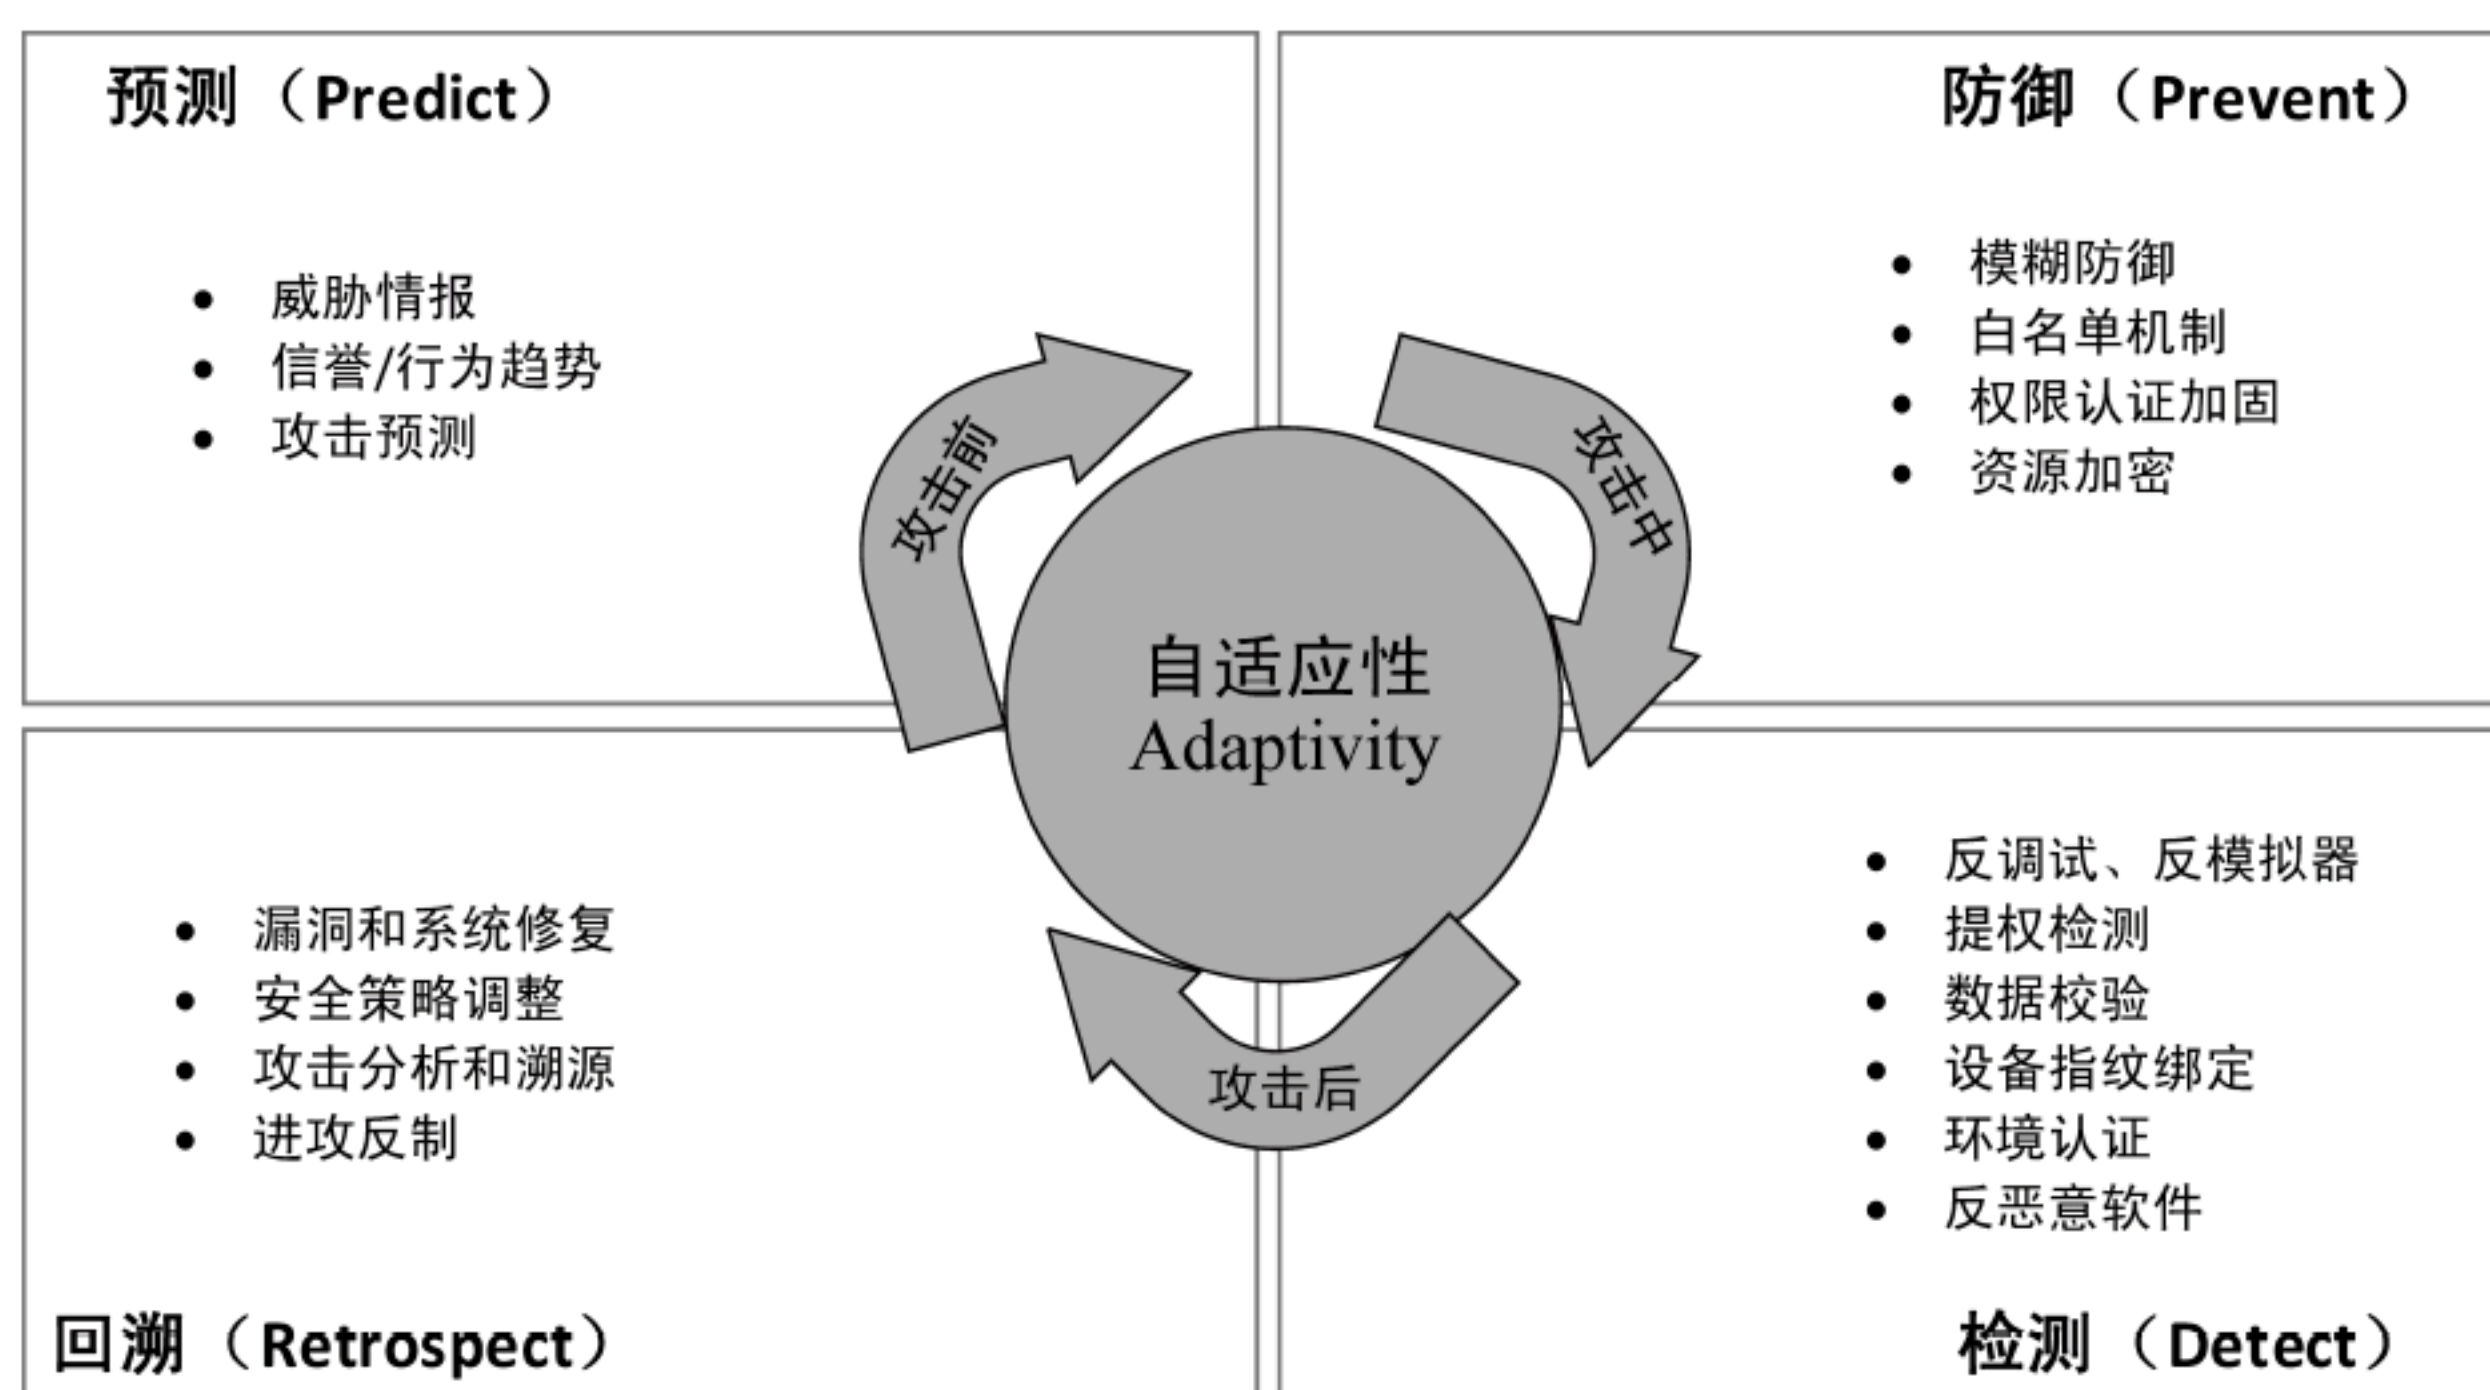 预测（Predict）
威胁情报
信誉/行为趋势
攻击预测
防御（Prevent）
模糊防御
白名单机制
权限认证加固
资源加密
攻击前
攻击中
自适应性
Adaptivity
攻击后
漏洞和系统修复
安全策略调整
攻击分析和溯源
进攻反制
回溯（Retrospect）
反调试、反模拟器
提权检测
数据校验
设备指纹绑定
环境认证
反恶意软件
检测（Detect）